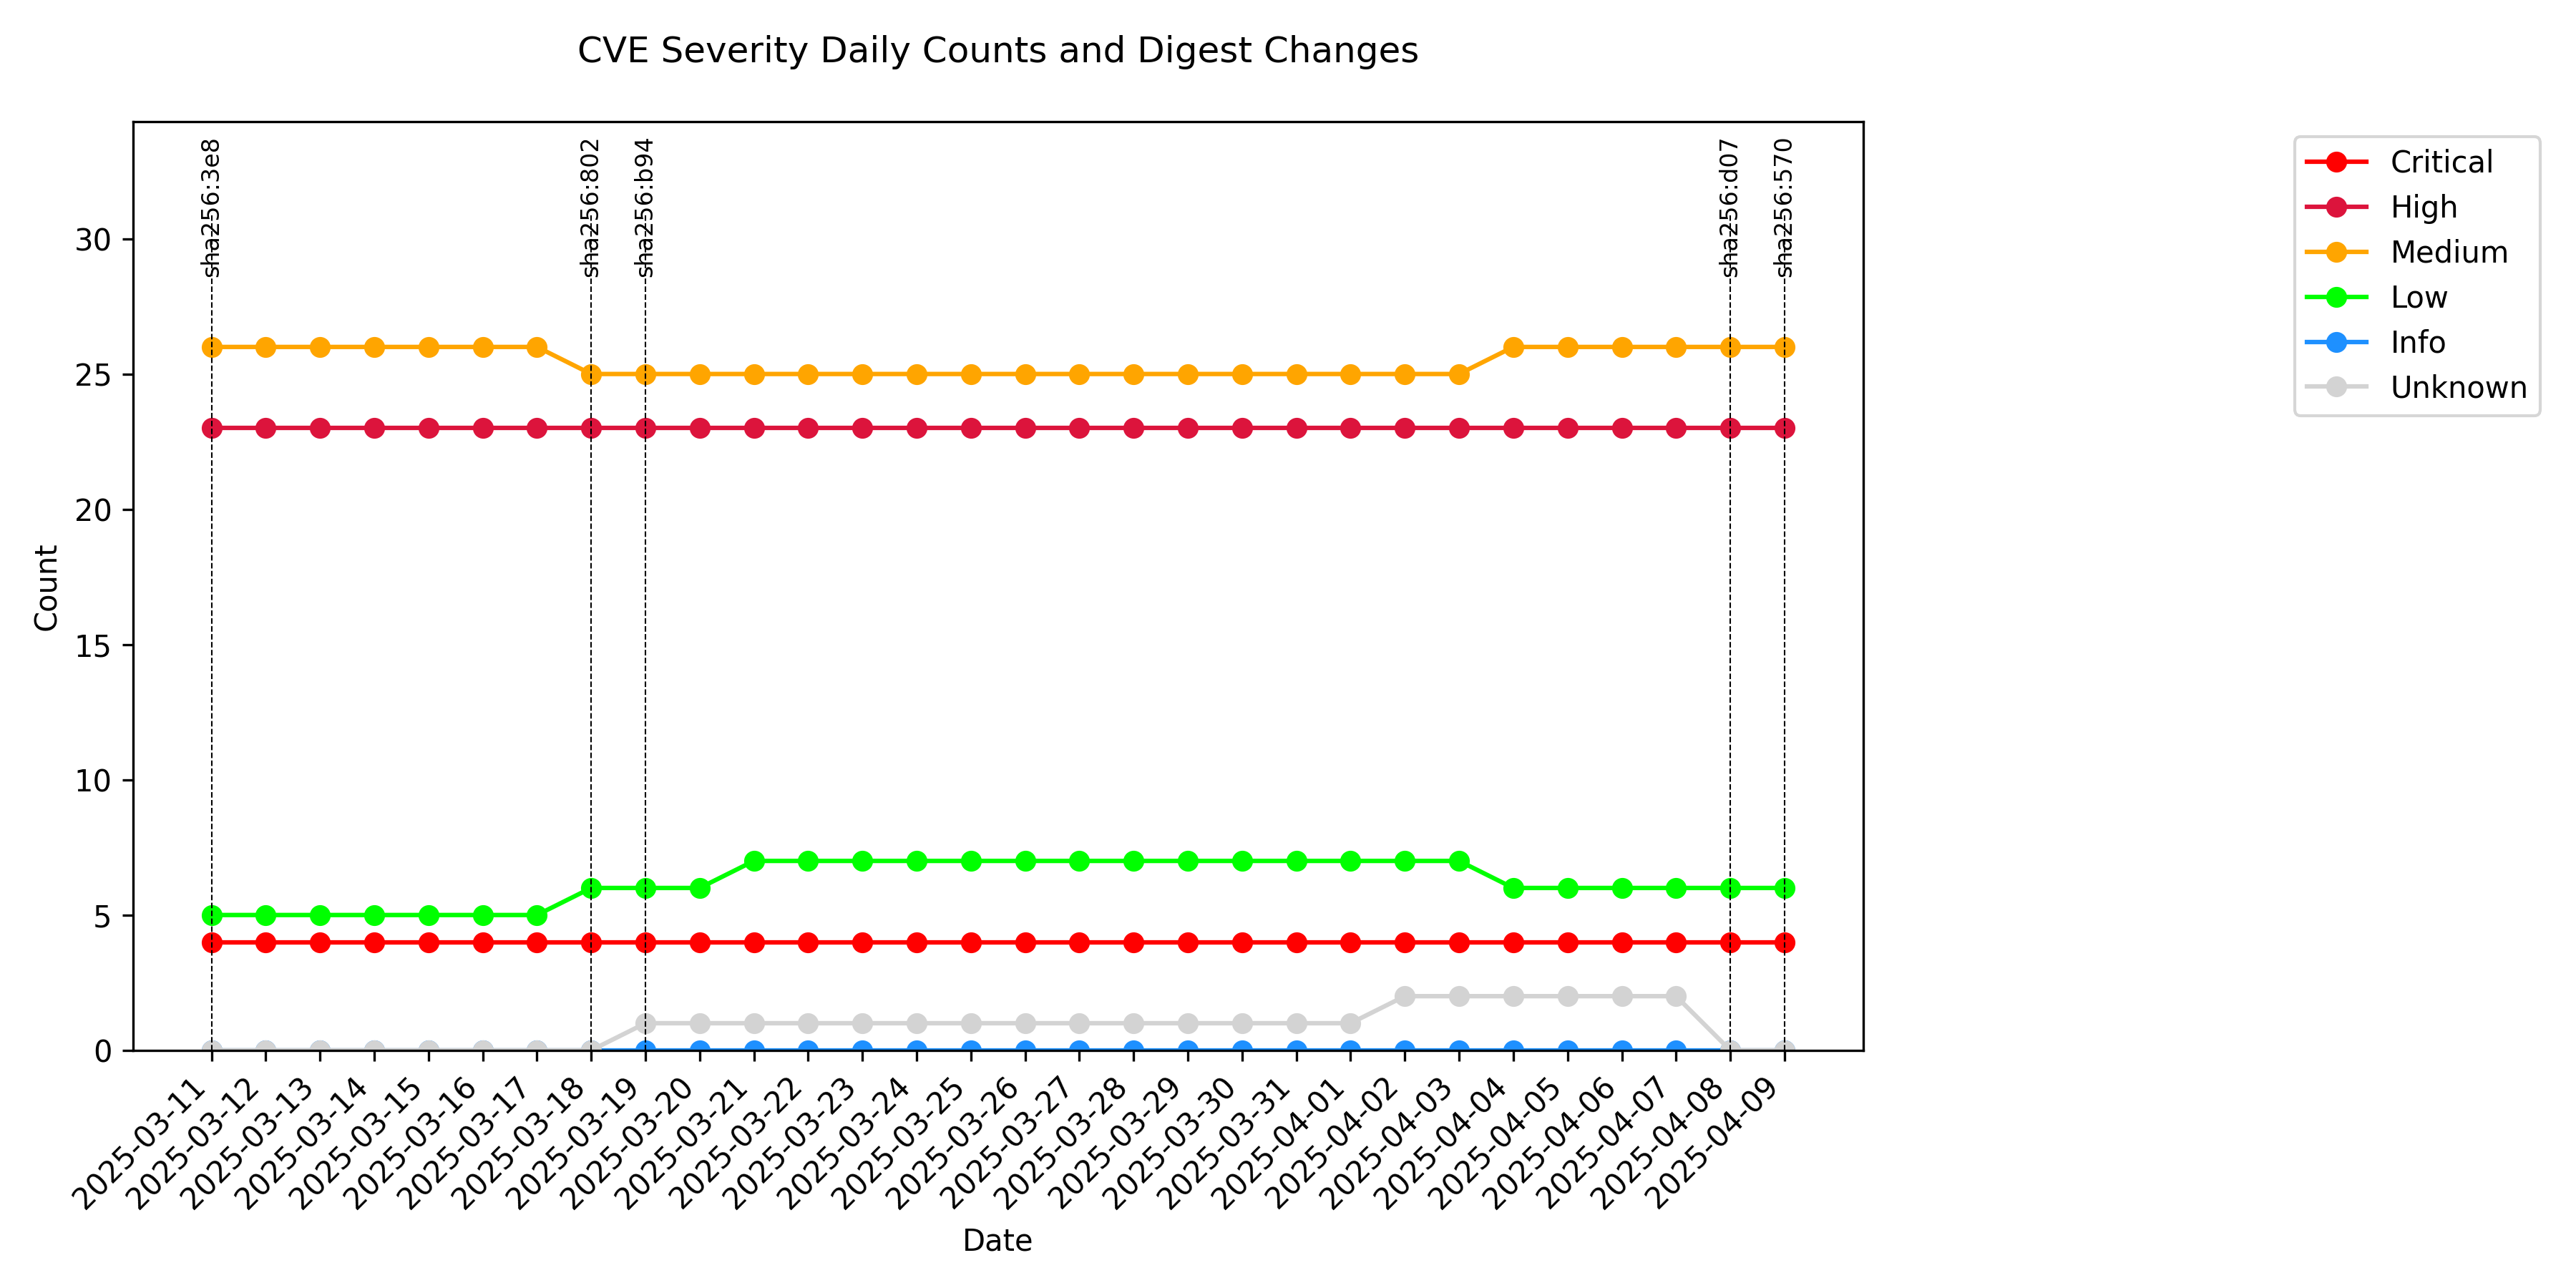 CVE Severity Daily Counts and Digest Changes
sha256:3e8
sha256:802
sha256:b94
sha256:d07
sha256:570
Critical
High
Medium
Low
Info
Unknown
30
25
20
15
10
5
0
Count
2025-03-11
2025-03-12
2025-03-13
2025-03-14
2025-03-15
2025-03-16
2025-03-17
2025-03-18
2025-03-19
2025-03-20
2025-03-21
2025-03-22
2025-03-23
2025-03-24
2025-03-25
2025-03-26
2025-03-27
2025-03-28
2025-03-29
2025-03-30
2025-03-31
2025-04-01
2025-04-02
2025-04-03
2025-04-04
2025-04-05
2025-04-06
2025-04-07
2025-04-08
2025-04-09
Date